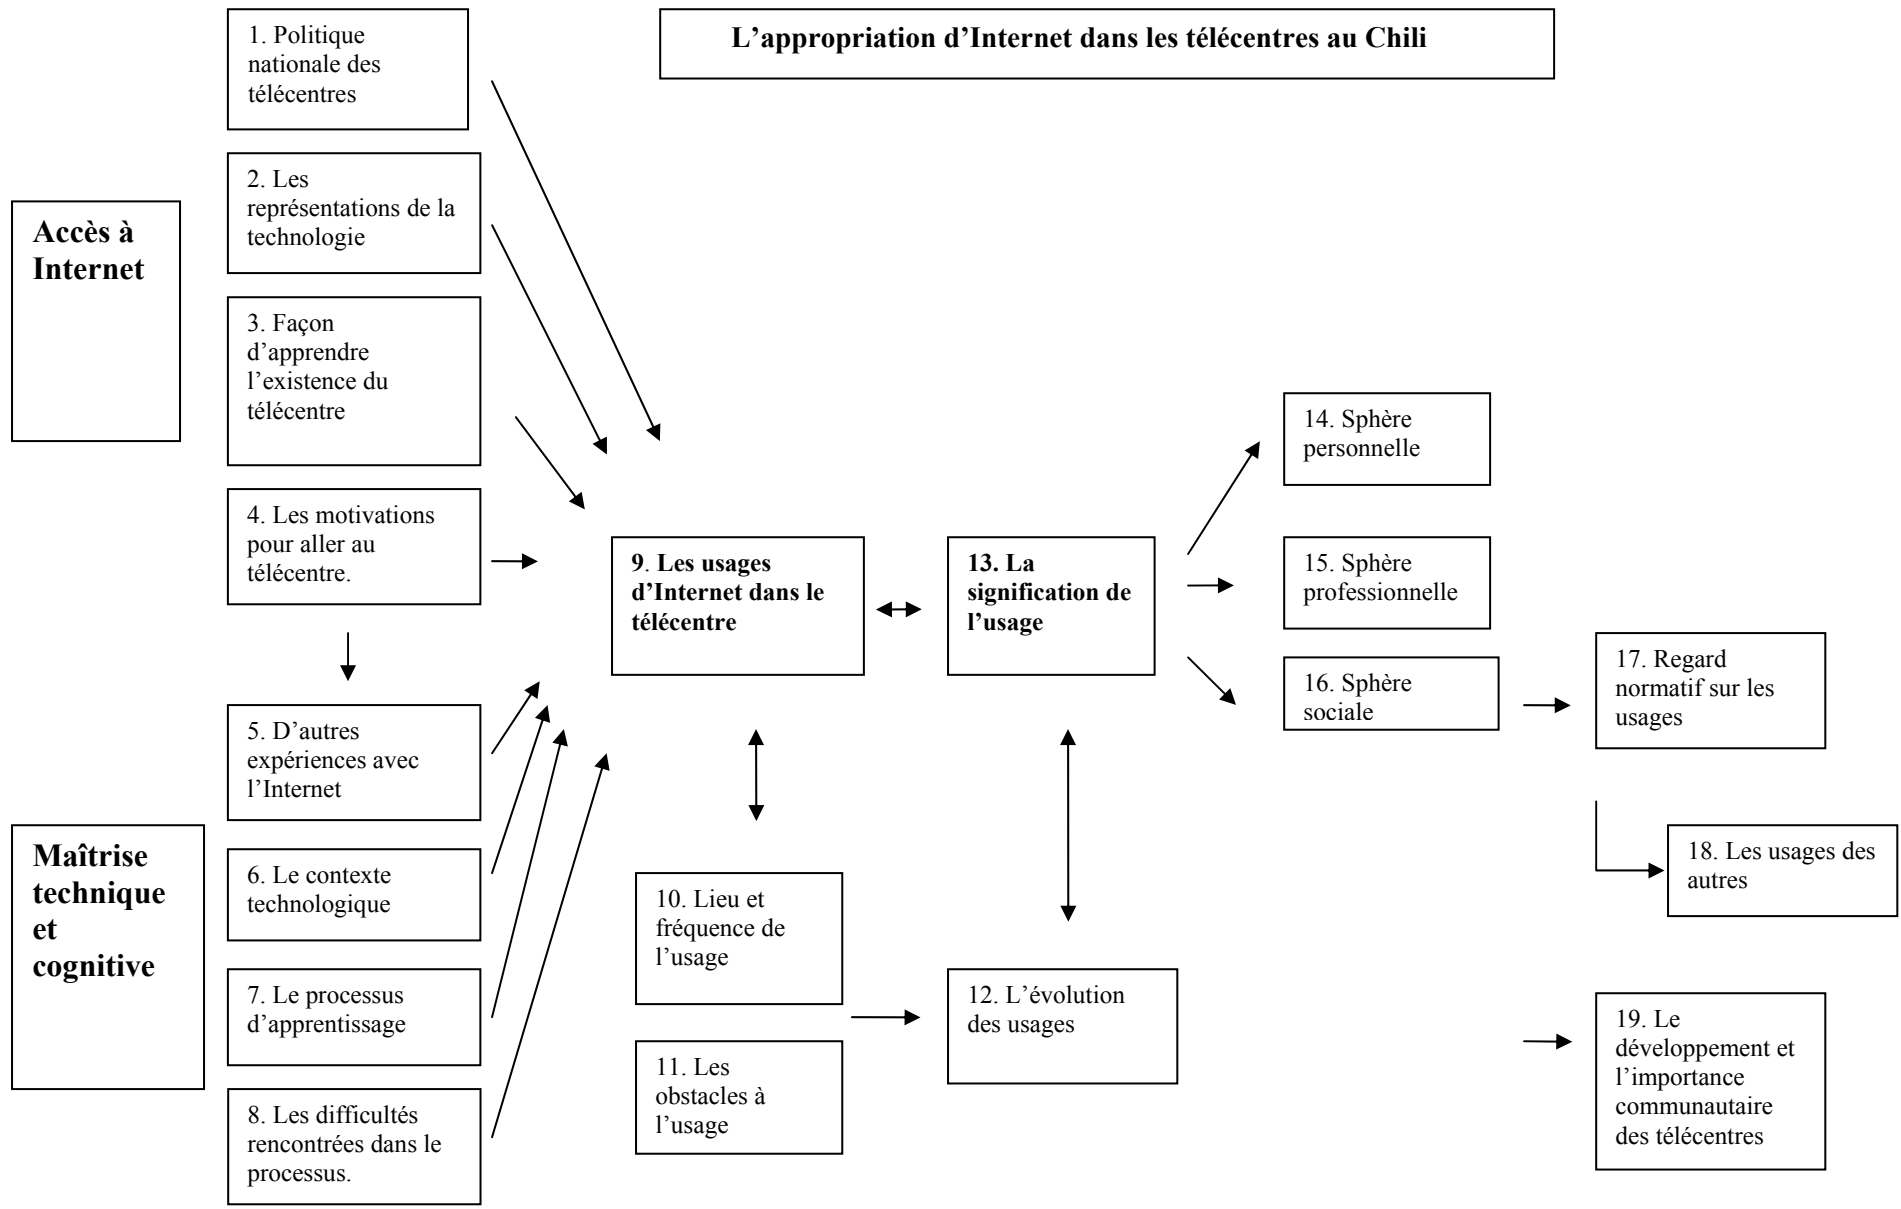 L’appropriation d’Internet dans les télécentres au Chili
Accès à
Internet
1. Politique
nationale des
télécentres
2. Les
représentations de la
technologie
3. Façon
d’apprendre
l’existence du
télécentre
4. Les motivations
pour aller au
télécentre.
Maîtrise
technique
et
cognitive
5. D’autres
expériences avec
l’Internet
6. Le contexte
technologique
7. Le processus
d’apprentissage
8. Les difficultés
rencontrées dans le
processus.
9. Les usages
d’Internet dans le
télécentre
10. Lieu et
fréquence de
l’usage
11. Les
obstacles à
l’usage
12. L’évolution
des usages
13. La
signification de
l’usage
14. Sphère
personnelle
15. Sphère
professionnelle
16. Sphère
sociale
17. Regard
normatif sur les
usages
18. Les usages des
autres
19. Le
développement et
l’importance
communautaire
des télécentres